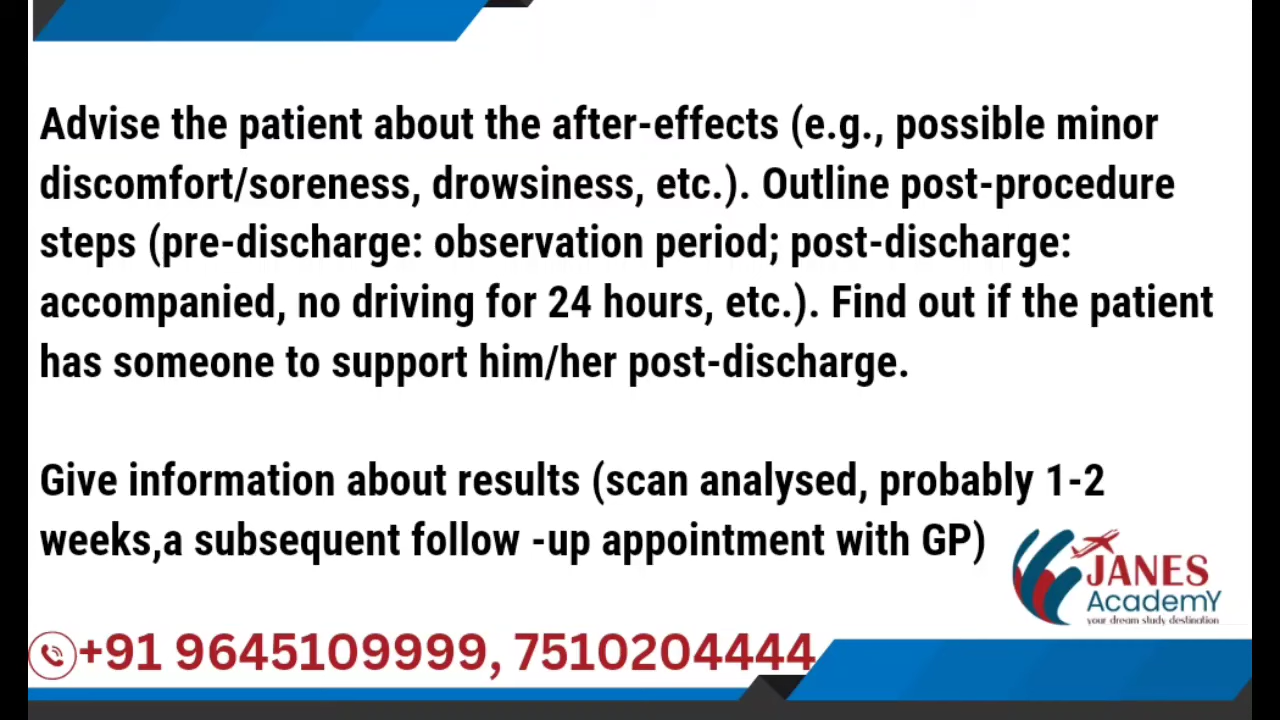 Advise the patient about the after-effects (e.g., possible minor
discomfort/soreness, drowsiness, etc.). Outline post-procedure
steps (pre-discharge: observation period; post-discharge:
accompanied, no driving for 24 hours, etc.). Find out if the patient
has someone to support him/her post-discharge.
Give information about results (scan analysed, probably 1-2
weeks,a subsequent follow -up appointment with GP)
JANES
AcademY
your dream study destination
+91 9645109999, 7510204444